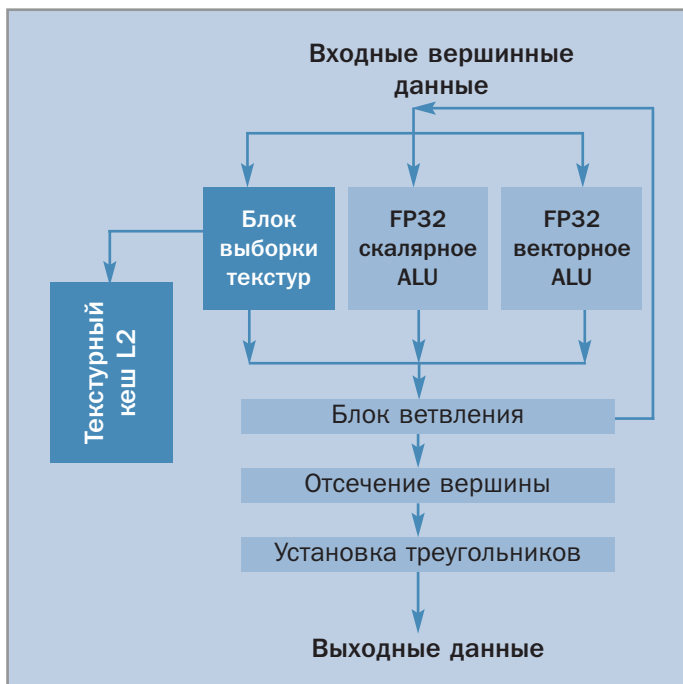 Входные вершинные
данные
Блок
выборки
текстур
FP32
скалярное
ALU
FP32
векторное
ALU
Текстурный
кеш L2
Блок ветвления
Отсечение вершины
Установка треугольников
Выходные данные